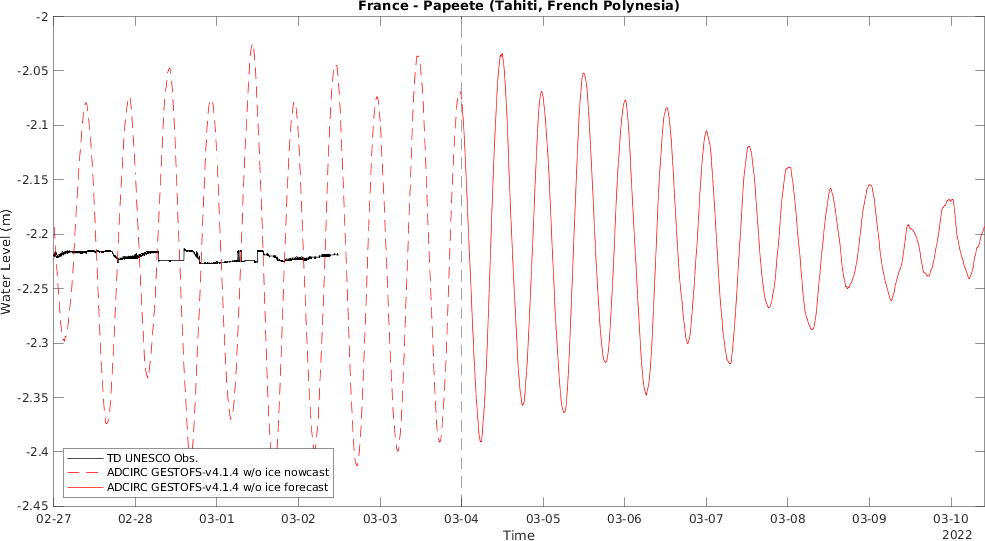 France - Papeete (Tahiti, French Polynesia)
-2
-2.05
-2.1
-2.15
-2.2
-2.25
-2.3
-2.35
-2.4
-2.45
Water Level (m)
TD UNESCO Obs.
ADCIRC GESTOFS-v4.1.4 w/o ice nowcast
ADCIRC GESTOFS-v4.1.4 w/o ice forecast
02-27 02-28 03-01 03-02 03-03 03-04 03-05 03-06 03-07 03-08 03-09 03-10
Time
2022